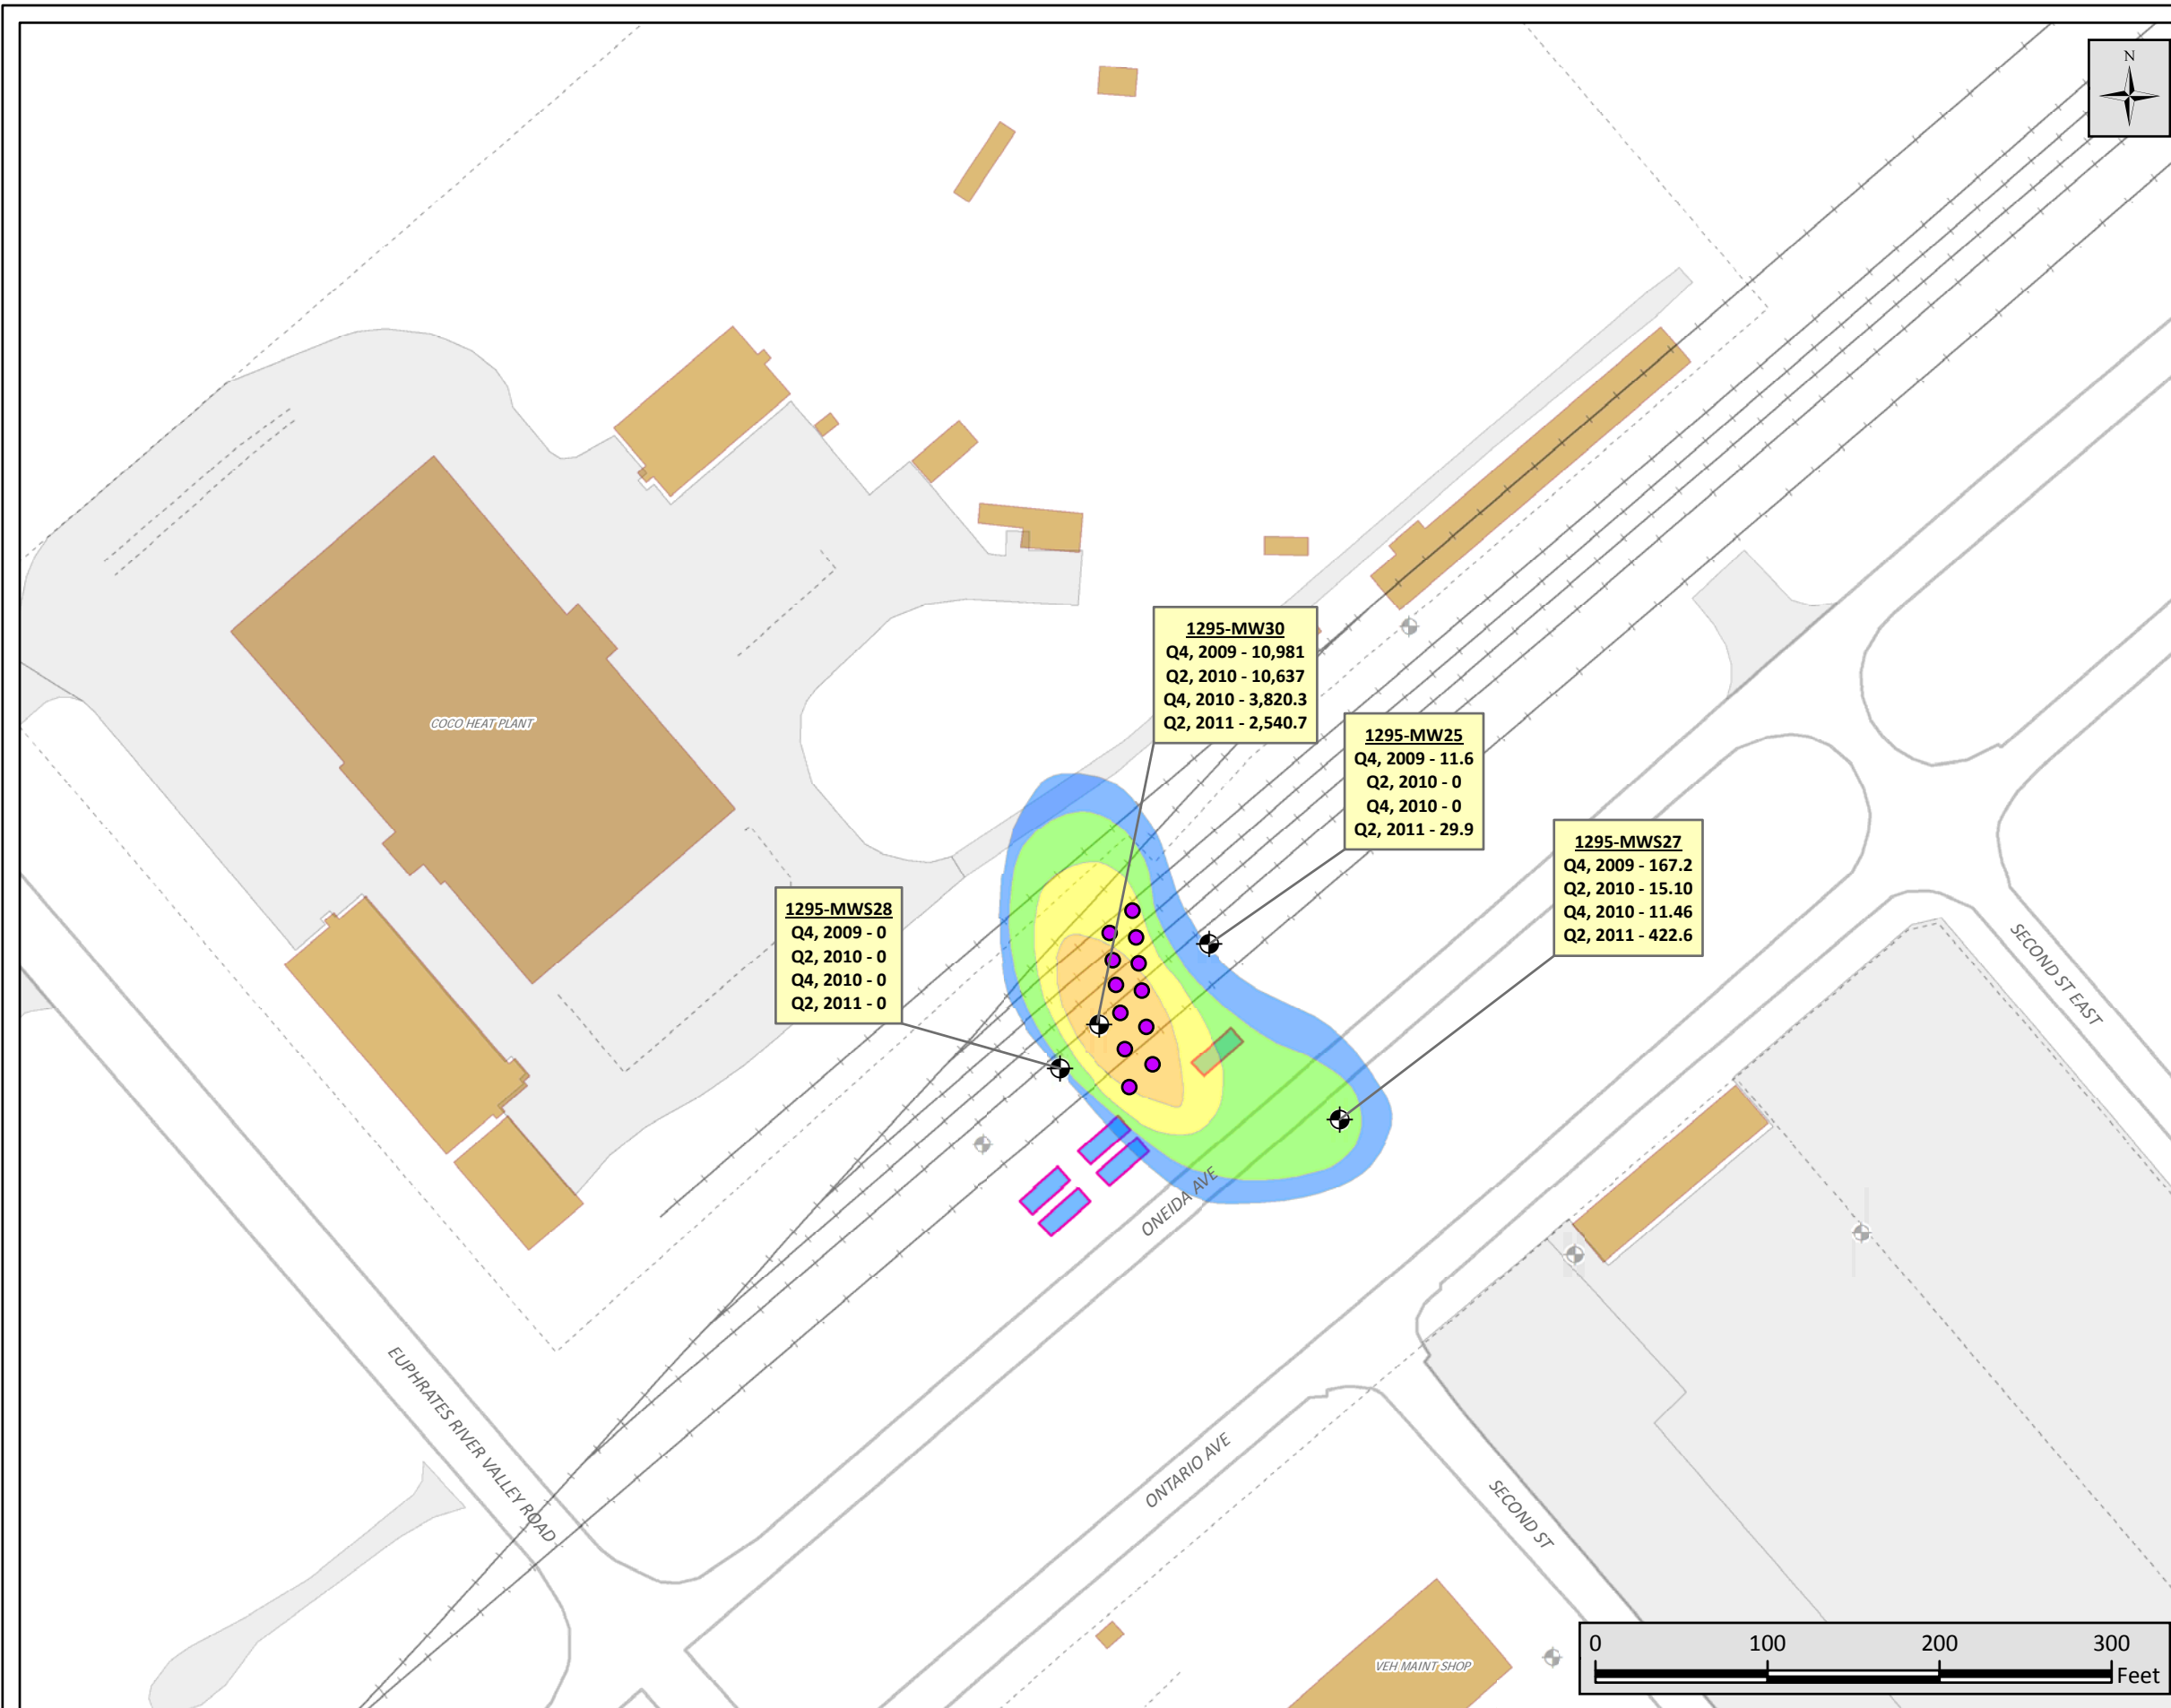 N
COCO HEAT PLANT
1295-MW30
Q4, 2009 - 10,981
Q2, 2010 - 10,637
Q4, 2010 - 3,820.3
Q2, 2011 - 2,540.7
1295-MW25
Q4, 2009 - 11.6
Q2, 2010 - 0
Q4, 2010 - 0
Q2, 2011 - 29.9
1295-MWS27
Q4, 2009 - 167.2
Q2, 2010 - 15.10
Q4, 2010 - 11.46
Q2, 2011 - 422.6
1295-MWS28
Q4, 2009 - 0
Q2, 2010 - 0
Q4, 2010 - 0
Q2, 2011 - 0
SECOND ST EAST
ONEIDA AVE
EUPHRATES RIVER VALLEY ROAD
ONTARIO AVE
SECOND ST
VEH MAINT SHOP
0 100 200 300
Feet